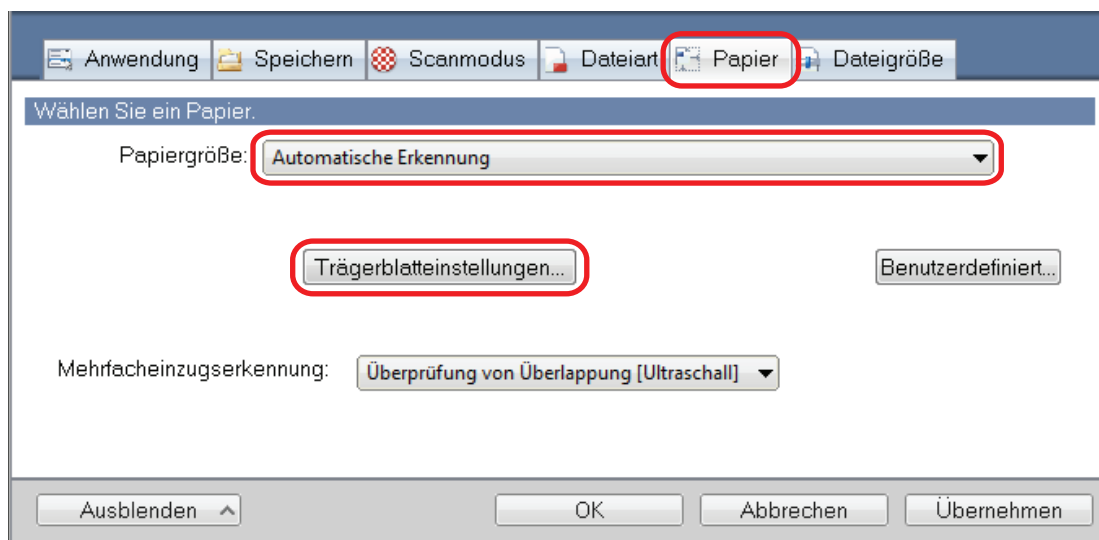 Anwendung Speichern Scanmodus Dateiart Papier Dateigröße
Wählen Sie ein Papier.
Papiergröße: Automatische Erkennung
Trägerblatteinstellungen... Benutzerdefiniert...
Mehrfacheinzugserkennung: Überprüfung von Überlappung [Ultraschall]
Ausblenden OK Abbrechen Übernehmen